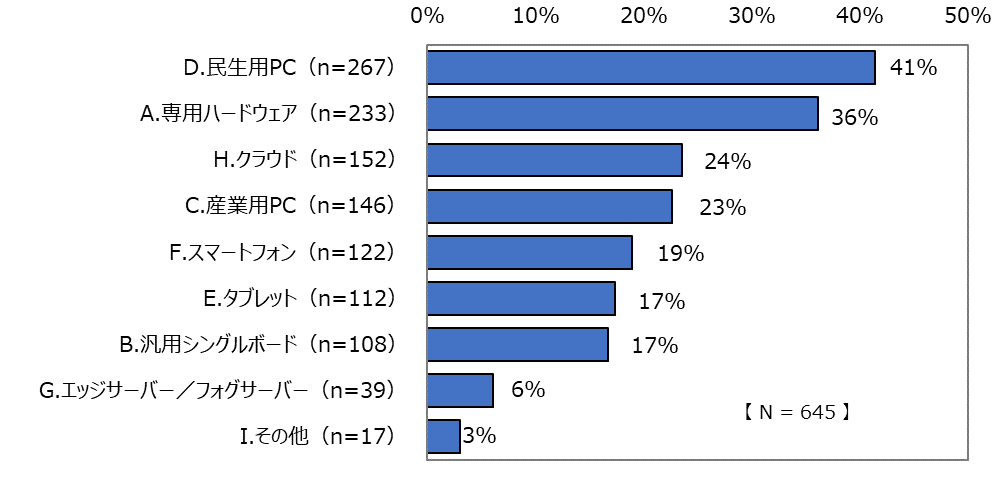 0% 10% 20% 30% 40% 50%
D.民生用PC（n=267） 41%
A.専用ハードウェア（n=233） 36%
H.クラウド（n=152） 24%
C.産業用PC（n=146） 23%
F.スマートフォン（n=122） 19%
E.タブレット（n=112） 17%
B.汎用シングルボード（n=108） 17%
G.エッジサーバー／フォグサーバー（n=39） 6%
【 N = 645 】
I.その他（n=17） 3%